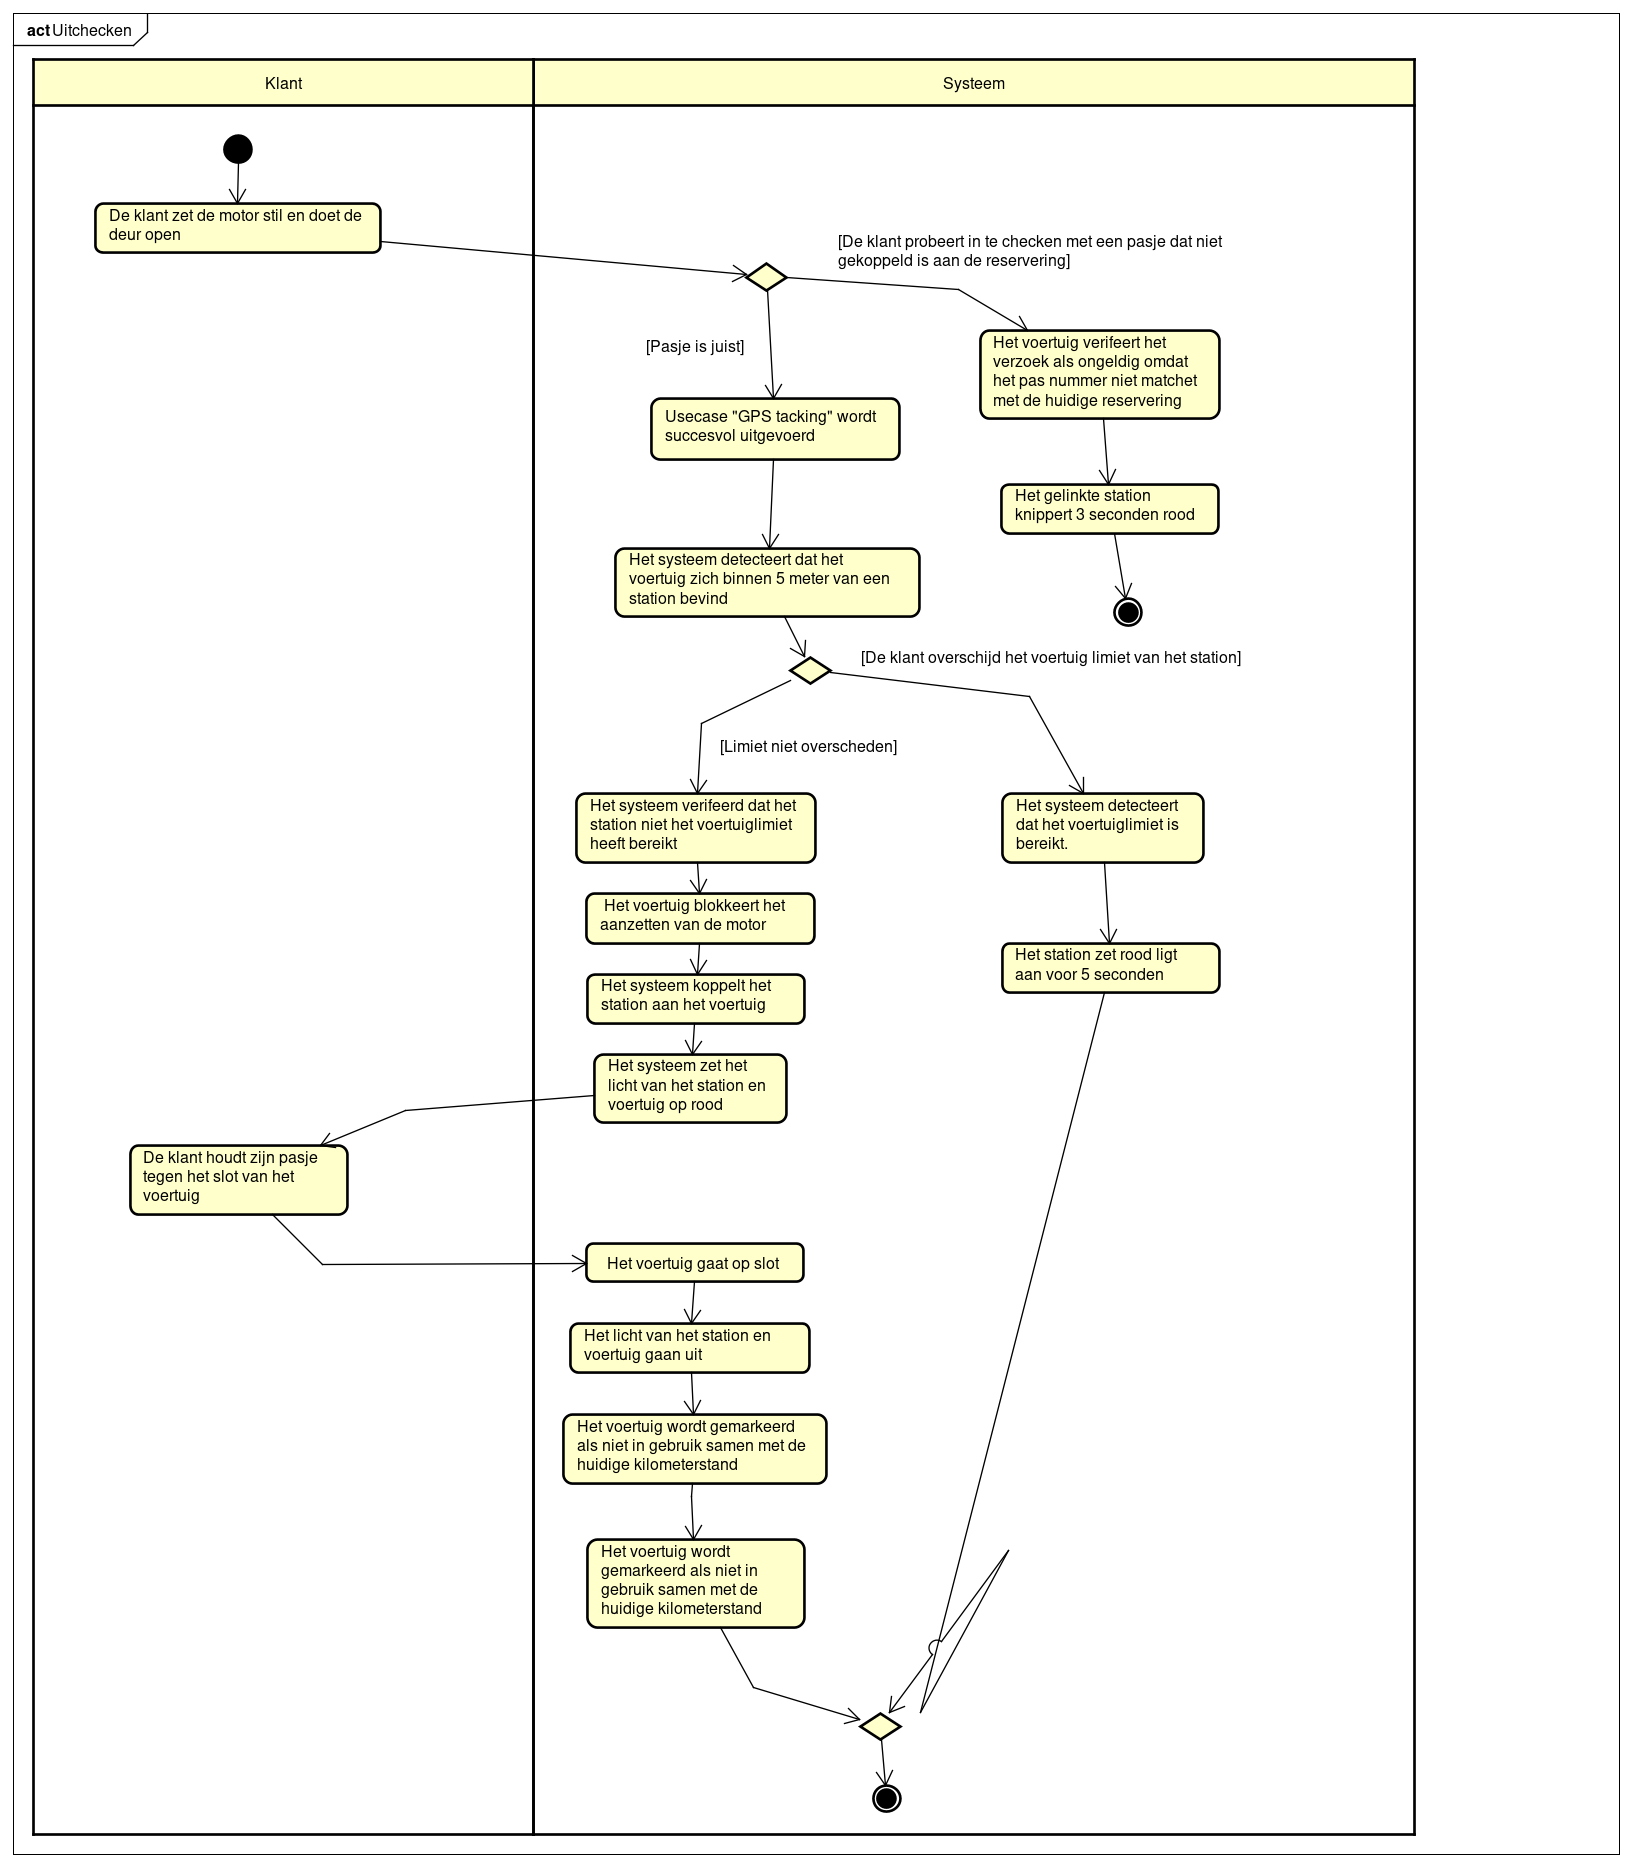 act Uitchecken
Klant
Systeem
De klant zet de motor stil en doet de
deur open
[De klant probeert in te checken met een pasje dat niet
gekoppeld is aan de reservering]
[Pasje is juist]
Het voertuig verifeert het
verzoek als ongeldig omdat
het pas nummer niet matchet
met de huidige reservering
Usecase "GPS tacking" wordt
succesvol uitgevoerd
Het gelinkte station
knippert 3 seconden rood
Het systeem detecteert dat het
voertuig zich binnen 5 meter van een
station bevind
[De klant overschijd het voertuig limiet van het station]
[Limiet niet overscheden]
Het systeem verifeerd dat het
station niet het voertuiglimiet
heeft bereikt
Het systeem detecteert
dat het voertuiglimiet is
bereikt.
Het voertuig blokkeert het
aanzetten van de motor
Het station zet rood ligt
aan voor 5 seconden
Het systeem koppelt het
station aan het voertuig
Het systeem zet het
licht van het station en
voertuig op rood
De klant houdt zijn pasje
tegen het slot van het
voertuig
Het voertuig gaat op slot
Het licht van het station en
voertuig gaan uit
Het voertuig wordt gemarkeerd
als niet in gebruik samen met de
huidige kilometerstand
Het voertuig wordt
gemarkeerd als niet in
gebruik samen met de
huidige kilometerstand